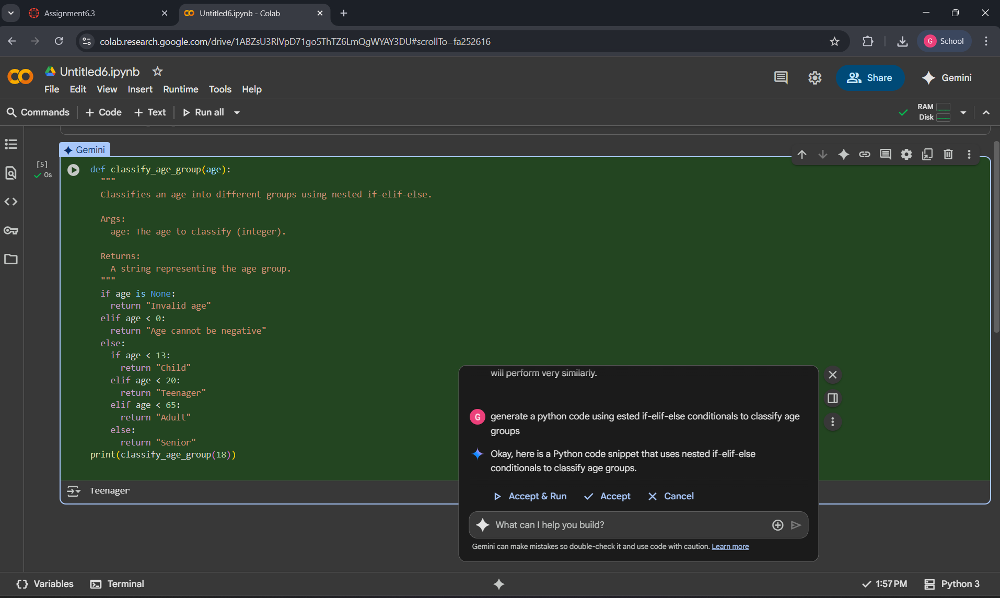 Assignment6.3
Untitled6.ipynb - Colab
colab.research.google.com/drive/1ABZsU3RlVpD71go5ThTZ6LmQgWYAY3DU#scrollTo=fa252616
G School
Untitled6.ipynb
File Edit View Insert Runtime Tools Help
Share
Gemini
Commands + Code + Text Run all
RAM
Disk
Gemini
[5]
0s
def classify_age_group(age):
"""
Classifies an age into different groups using nested if-elif-else.
Args:
age: The age to classify (integer).
Returns:
A string representing the age group.
"""
if age is None:
return "Invalid age"
elif age < 0:
return "Age cannot be negative"
else:
if age < 13:
return "Child"
elif age < 20:
return "Teenager"
elif age < 65:
return "Adult"
else:
return "Senior"
print(classify_age_group(18))
Teenager
will perform very similarly.
G
generate a python code using ested if-elif-else conditionals to classify age
groups
Okay, here is a Python code snippet that uses nested if-elif-else
conditionals to classify age groups.
Accept & Run Accept Cancel
What can I help you build?
Gemini can make mistakes so double-check it and use code with caution. Learn more
{} Variables Terminal
1:57 PM Python 3